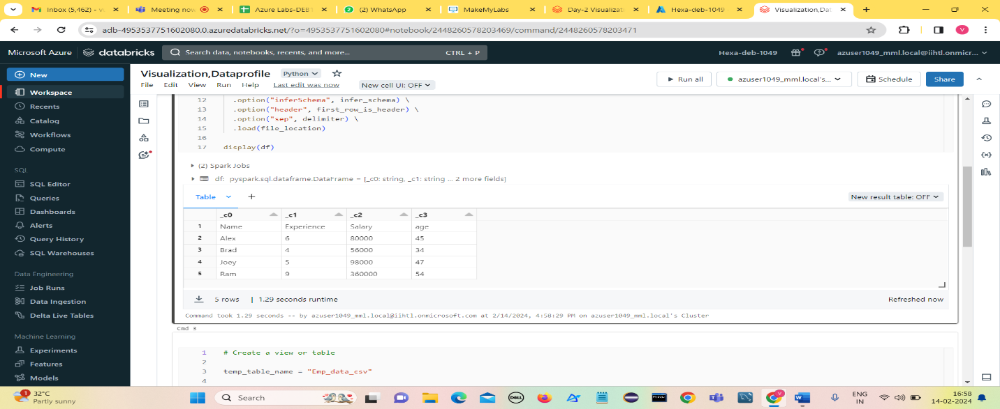 Inbox (5,462) - v
Meeting now
Azure Labs-DEBT
(2) WhatsApp
MakeMyLabs
Day-2 Visualizati
Hexa-deb-1049
Visualization,Dat
adb-4953537751602080.0.azuredatabricks.net/?o=4953537751602080#notebook/2448260578203469/command/2448260578203471
V
Microsoft Azure
databricks
Search data, notebooks, recents, and more...
CTRL + P
Hexa-deb-1049
azuser1049_mml.local@iihtl.onmicr...
New
Workspace
Recents
Catalog
Workflows
Compute
SQL
SQL Editor
Queries
Dashboards
Alerts
Query History
SQL Warehouses
Data Engineering
Job Runs
Data Ingestion
Delta Live Tables
Machine Learning
Experiments
Features
Models
Visualization,Dataprofile
Python
File Edit View Run Help Last edit was now New cell UI: OFF
Run all
azuser1049_mml.local's...
Schedule
Share
12 .option("inferSchema", infer_schema) \
13 .option("header", first_row_is_header) \
14 .option("sep", delimiter) \
15 .load(file_location)
16
17 display(df)
(2) Spark Jobs
df: pyspark.sql.dataframe.DataFrame = [_c0: string, _c1: string ... 2 more fields]
Table
+
New result table: OFF
_c0 _c1 _c2 _c3
1 Name Experience Salary age
2 Alex 6 80000 45
3 Brad 4 56000 34
4 Joey 5 98000 47
5 Ram 9 360000 54
5 rows | 1.29 seconds runtime
Refreshed now
Command took 1.29 seconds -- by azuser1049_mml.local@iihtl.onmicrosoft.com at 2/14/2024, 4:58:29 PM on azuser1049_mml.local's Cluster
Cmd 3
1 # Create a view or table
2
3 temp_table_name = "Emp_data_csv"
4
1
32°C
Partly sunny
Search
DELL
ENG
IN
16:58
14-02-2024